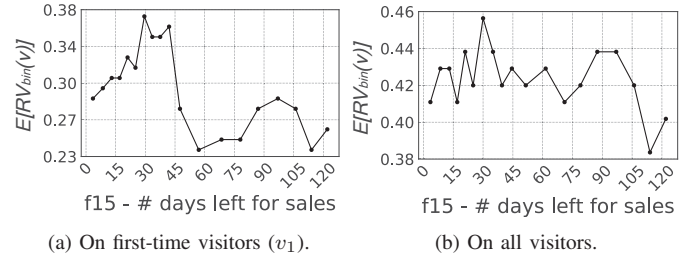 0.38
0.34
0.30
0.27
0.23
E[RV_bin(v)]
0 15 30 45 60 75 90 105 120
f15 - # days left for sales
(a) On first-time visitors (v₁).
0.46
0.44
0.42
0.40
0.38
E[RV_bin(v)]
0 15 30 45 60 75 90 105 120
f15 - # days left for sales
(b) On all visitors.